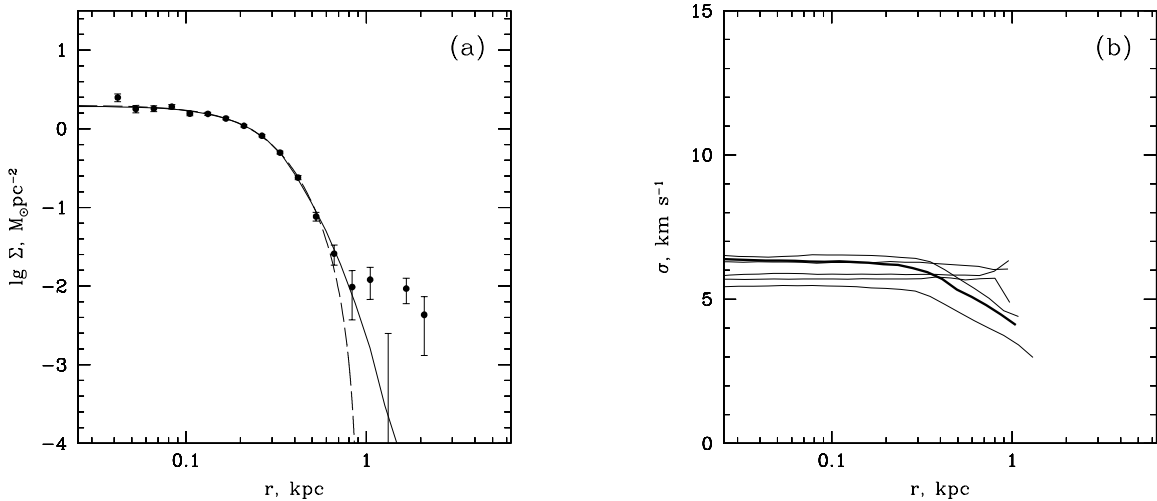 (a)
1
0
−1
−2
−3
−4
lg Σ, M☉pc⁻²
0.1 1
r, kpc
(b)
15
10
5
0
σ, km s⁻¹
0.1 1
r, kpc